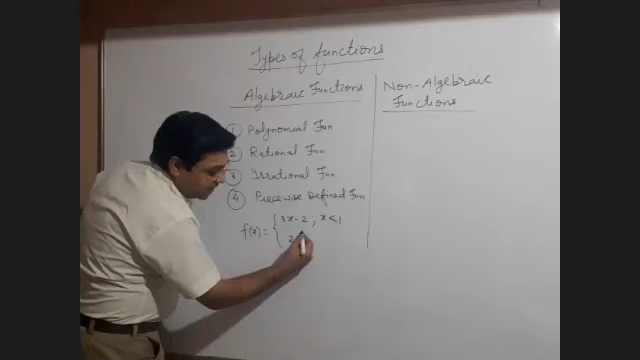 Types of functions
Algebraic Functions
① Polynomial Fun
② Rational Fun
③ Irrational Fun
④ Piecewise Defined Fun
f(x)= { 3x-2 ; x<1
2
Non-Algebraic
Functions